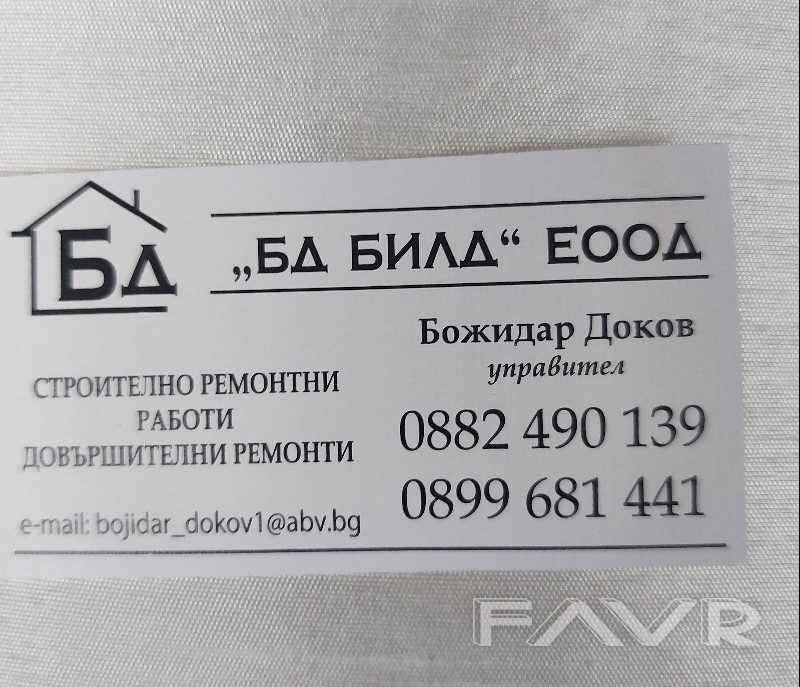 БД
„БД БИЛД“ ЕООД
Божидар Доков
управител
0882 490 139
0899 681 441
СТРОИТЕЛНО РЕМОНТНИ
РАБОТИ
ДОВЪРШИТЕЛНИ РЕМОНТИ
e-mail: bojidar_dokov1@abv.bg
FAVR